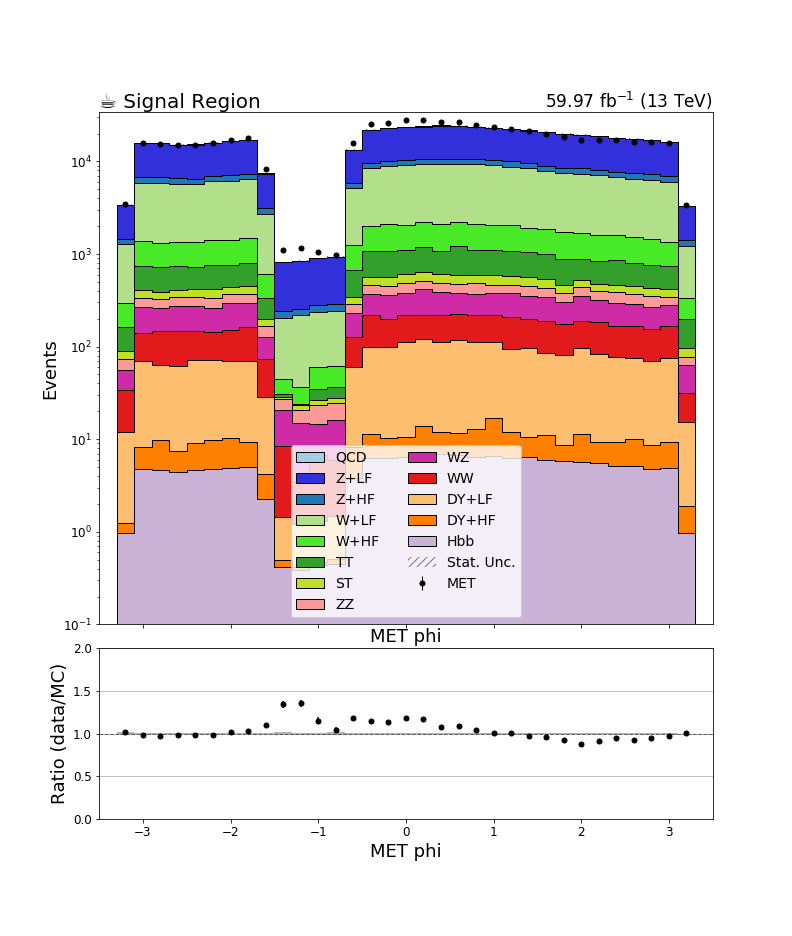 ☕ Signal Region
59.97 fb⁻¹ (13 TeV)
Events
10⁴
10³
10²
10¹
10⁰
10⁻¹
QCD
Z+LF
Z+HF
W+LF
W+HF
TT
ST
ZZ
WZ
WW
DY+LF
DY+HF
Hbb
Stat. Unc.
MET
MET phi
Ratio (data/MC)
2.0
1.5
1.0
0.5
0.0
−3 −2 −1 0 1 2 3
MET phi